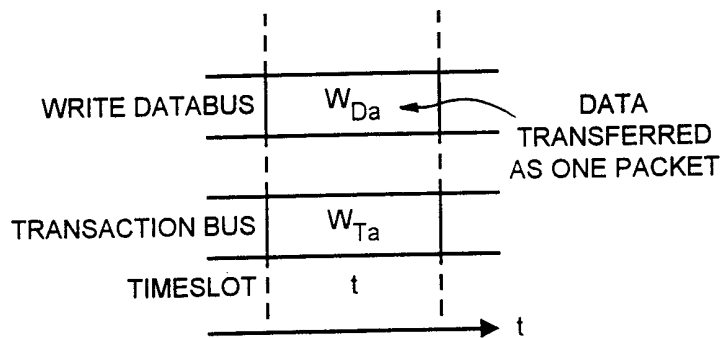 WRITE DATABUS
W_Da
DATA
TRANSFERRED
AS ONE PACKET
TRANSACTION BUS
W_Ta
TIMESLOT
t
t